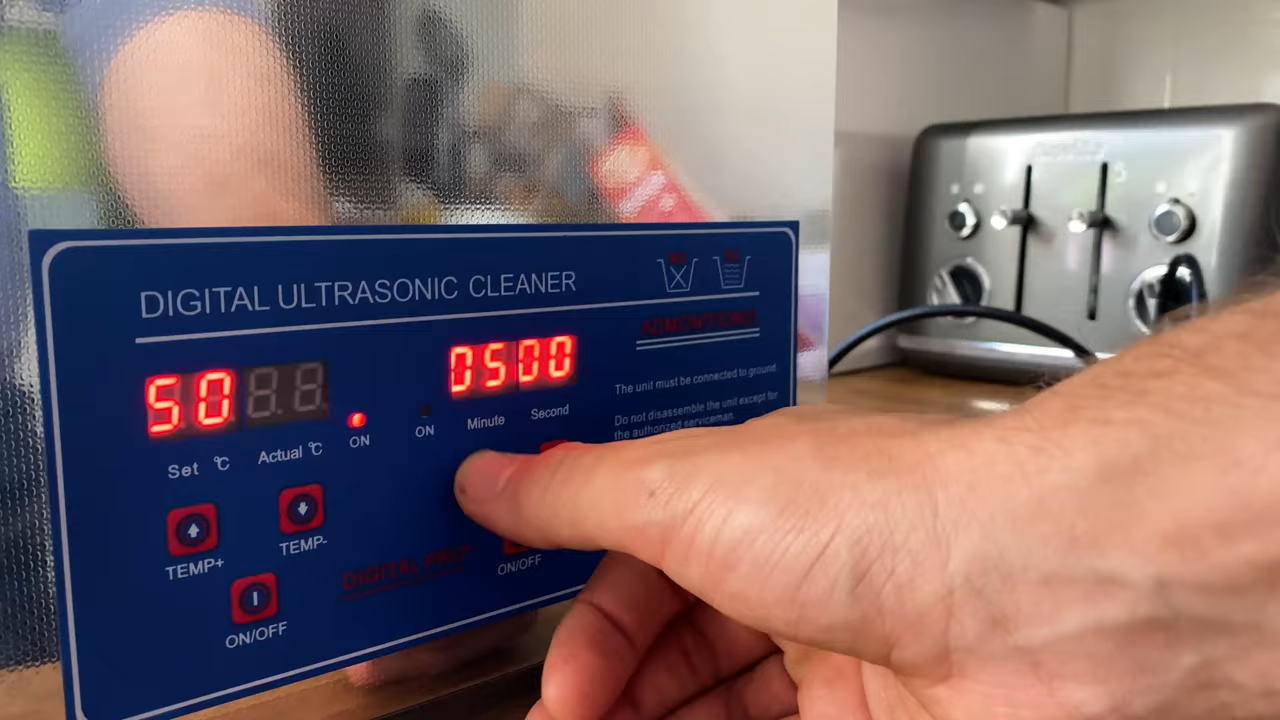 DIGITAL ULTRASONIC CLEANER
50
0500
ON
ON
Minute
Second
Set °C
Actual °C
The unit must be connected to ground.
Do not disassemble the unit except for
the authorized serviceman.
TEMP+
TEMP-
DIGITAL
ON/OFF
ON/OFF